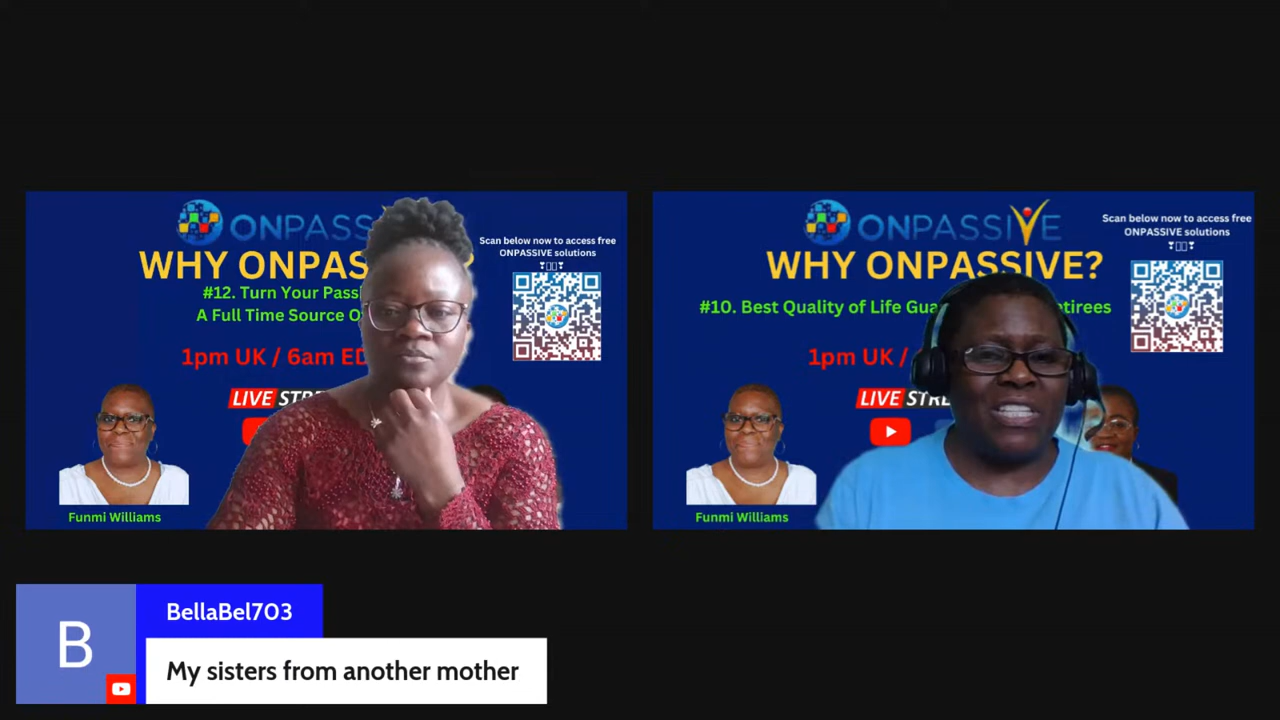 ONPASS
WHY ONPAS
#12. Turn Your Passi
A Full Time Source O
1pm UK / 6am ED
LIVE STRE
Funmi Williams
Scan below now to access free
ONPASSIVE solutions
ONPASSIVE
WHY ONPASSIVE?
#10. Best Quality of Life Gua
etirees
1pm UK /
LIVE STRE
Funmi Williams
Scan below now to access free
ONPASSIVE solutions
B
BellaBel703
My sisters from another mother